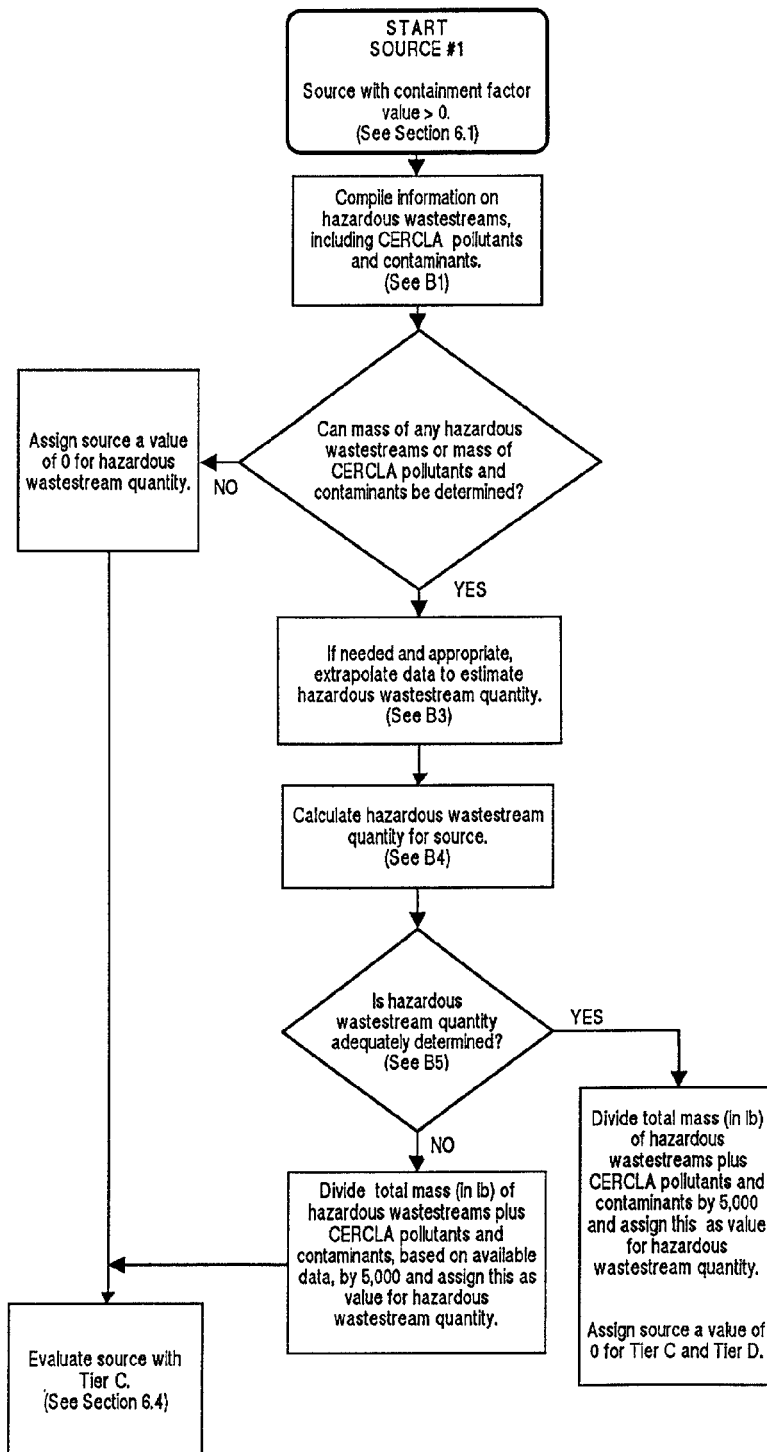 START
SOURCE #1
Source with containment factor
value > 0.
(See Section 6.1)
Compile information on
hazardous wastestreams,
including CERCLA pollutants
and contaminants.
(See B1)
Can mass of any hazardous
wastestreams or mass of
CERCLA pollutants and
contaminants be determined?
NO
Assign source a value
of 0 for hazardous
wastestream quantity.
YES
If needed and appropriate,
extrapolate data to estimate
hazardous wastestream quantity.
(See B3)
Calculate hazardous wastestream
quantity for source.
(See B4)
Is hazardous
wastestream quantity
adequately determined?
(See B5)
YES
Divide total mass (in lb)
of hazardous
wastestreams plus
CERCLA pollutants and
contaminants by 5,000
and assign this as value
for hazardous
wastestream quantity.
Assign source a value of
0 for Tier C and Tier D.
NO
Divide total mass (in lb) of
hazardous wastestreams plus
CERCLA pollutants and
contaminants, based on available
data, by 5,000 and assign this as
value for hazardous
wastestream quantity.
Evaluate source with
Tier C.
(See Section 6.4)